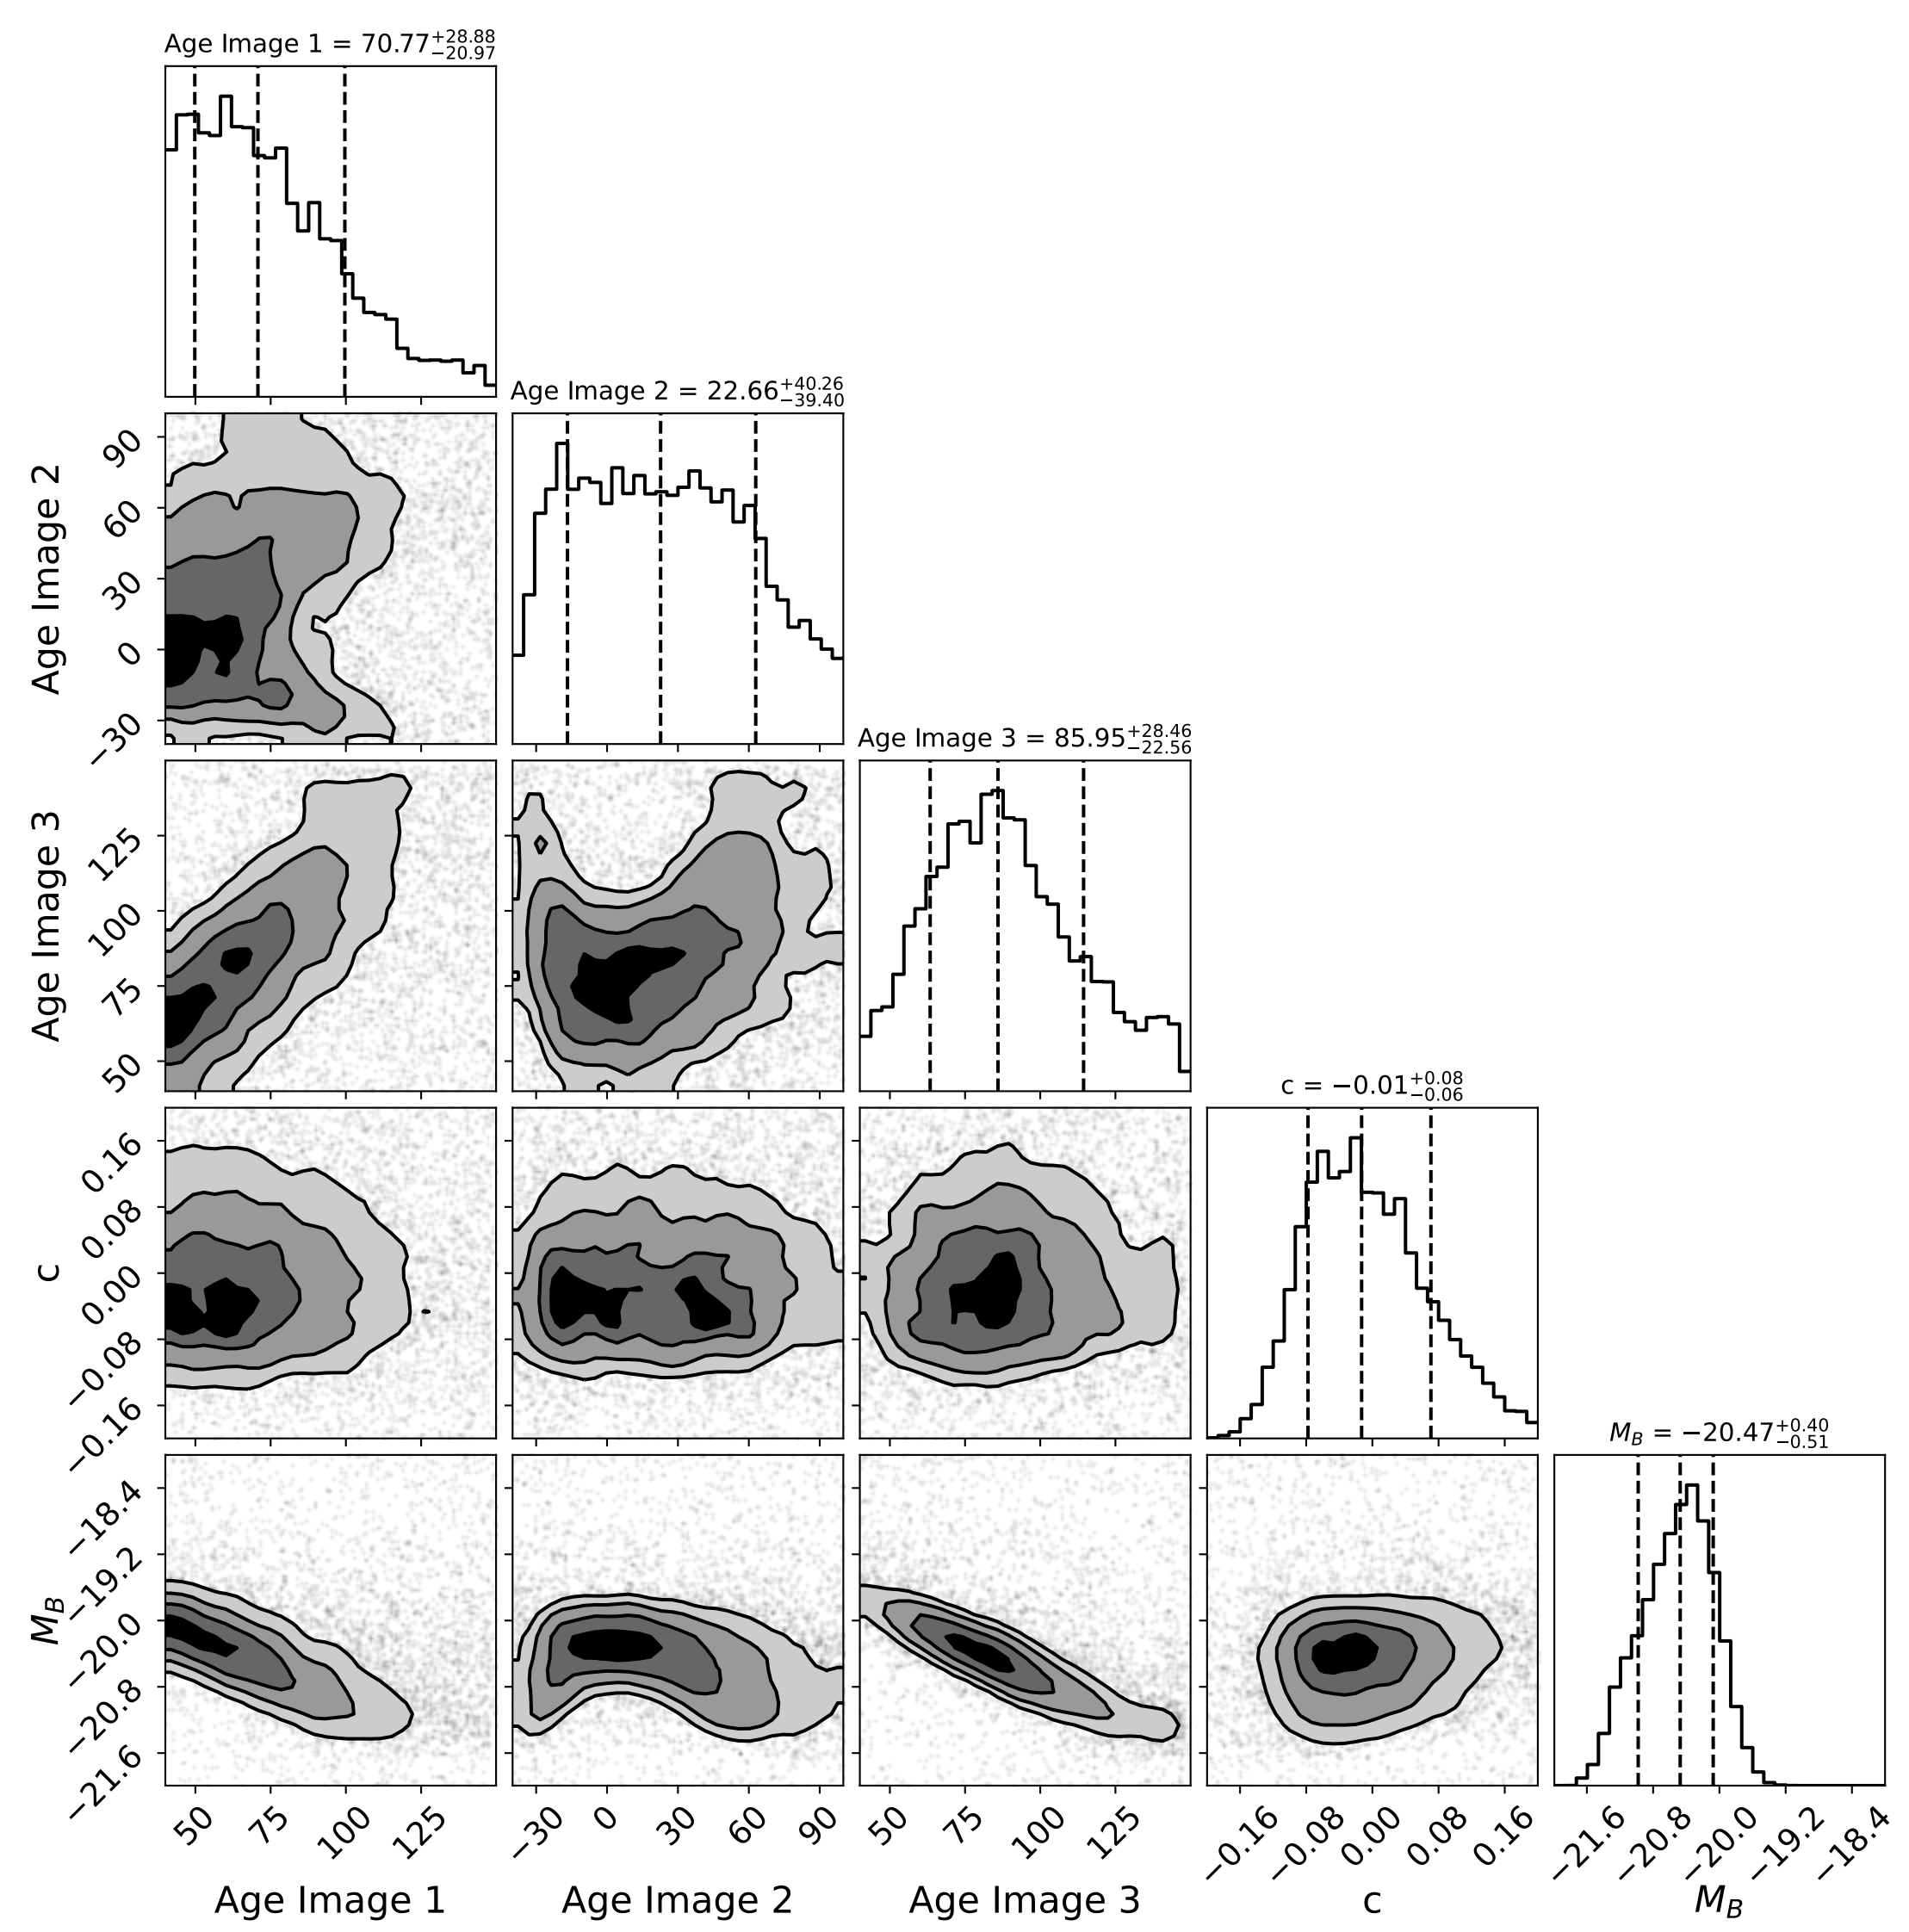 Age Image 1 = 70.77 +28.88 −20.97
Age Image 2 = 22.66 +40.26 −39.40
90
60
30
0
−30
Age Image 2
Age Image 3 = 85.95 +28.46 −22.56
125
100
75
50
Age Image 3
c = −0.01 +0.08 −0.06
0.16
0.08
0.00
−0.08
−0.16
c
M_B = −20.47 +0.40 −0.51
−18.4
−19.2
−20.0
−20.8
−21.6
M_B
50 75 100 125
−30 0 30 60 90
50 75 100 125
−0.16 −0.08 0.00 0.08 0.16
−21.6 −20.8 −20.0 −19.2 −18.4
Age Image 1 Age Image 2 Age Image 3 c M_B